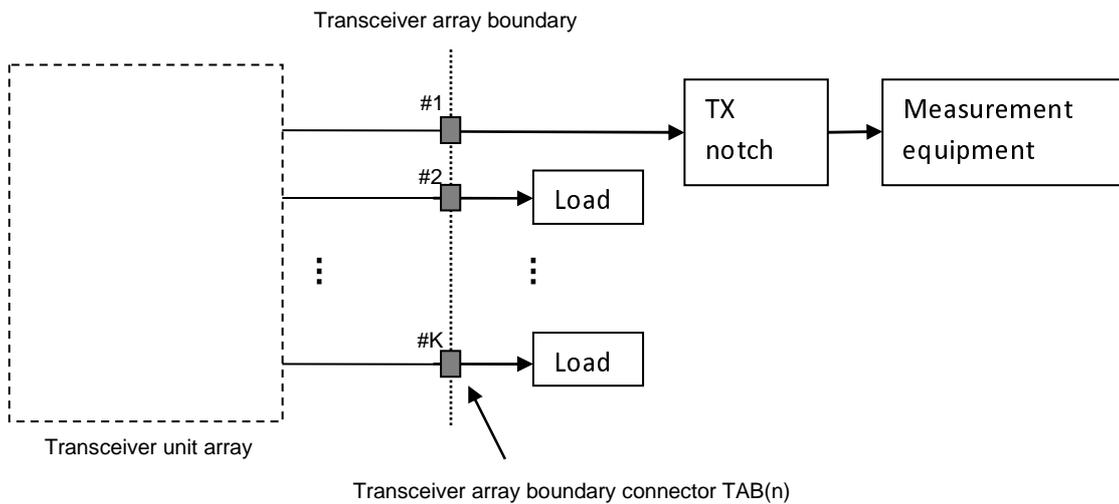 Transceiver array boundary
#1
TX
notch
Measurement
equipment
#2
Load
#K
Load
Transceiver unit array
Transceiver array boundary connector TAB(n)